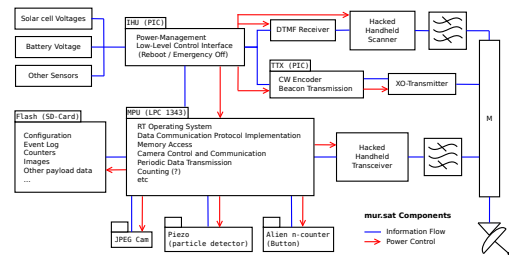 Solar cell Voltages
Battery Voltage
Other Sensors
IHU (PIC)
Power-Management
Low-Level Control Interface
(Reboot / Emergency Off)
DTMF Receiver
Hacked
Handheld
Scanner
TTX (PIC)
CW Encoder
Beacon Transmission
XO-Transmitter
M
Flash (SD-Card)
Configuration
Event Log
Counters
Images
Other payload data
...
MPU (LPC 1343)
RT Operating System
Data Communication Protocol Implementation
Memory Access
Camera Control and Communication
Periodic Data Transmission
Counting (?)
etc
Hacked
Handheld
Transceiver
JPEG Cam
Piezo
(particle detector)
Alien n-counter
(Button)
mur.sat Components
Information Flow
Power Control